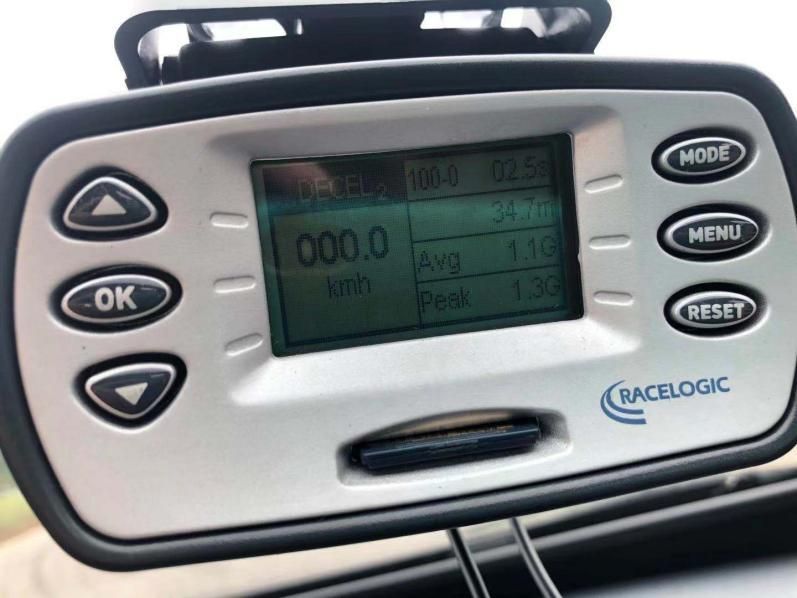 DECEL2
100-0 02.5s
34.7m
000.0
kmh
Avg 1.1G
Peak 1.3G
OK
MODE
MENU
RESET
RACELOGIC